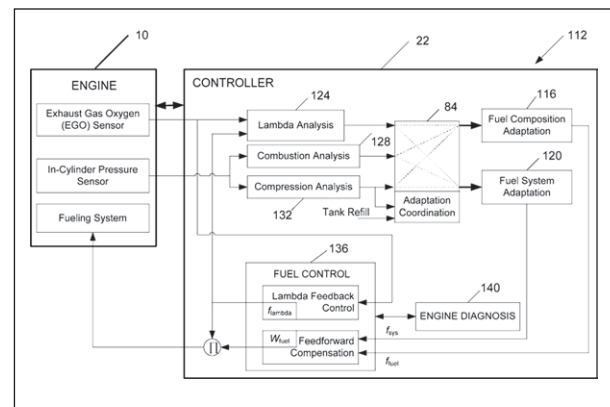 10
22
112
ENGINE
CONTROLLER
Exhaust Gas Oxygen
(EGO) Sensor
In-Cylinder Pressure
Sensor
Fueling System
124
Lambda Analysis
128
Combustion Analysis
Compression Analysis
132
Tank Refill
84
Adaptation
Coordination
116
Fuel Composition
Adaptation
120
Fuel System
Adaptation
136
FUEL CONTROL
Lambda Feedback
Control
flambda
Wfuel
Feedforward
Compensation
140
ENGINE DIAGNOSIS
fsys
ffuel
∏